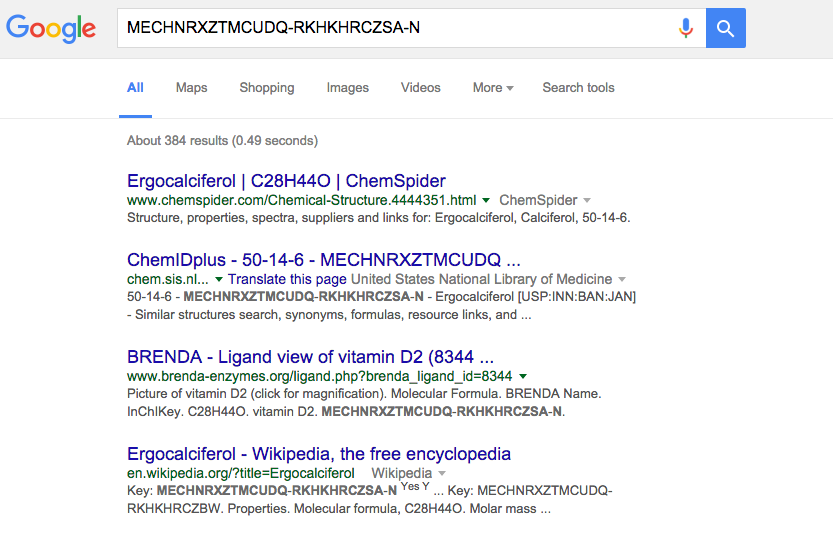 Google MECHNRXZTMCUDQ-RKHKHRCZSA-N
All Maps Shopping Images Videos More Search tools
About 384 results (0.49 seconds)
Ergocalciferol | C28H44O | ChemSpider
www.chemspider.com/Chemical-Structure.4444351.html ChemSpider
Structure, properties, spectra, suppliers and links for: Ergocalciferol, Calciferol, 50-14-6.
ChemIDplus - 50-14-6 - MECHNRXZTMCUDQ ...
chem.sis.nl... Translate this page United States National Library of Medicine
50-14-6 - MECHNRXZTMCUDQ-RKHKHRCZSA-N - Ergocalciferol [USP:INN:BAN:JAN]
- Similar structures search, synonyms, formulas, resource links, and ...
BRENDA - Ligand view of vitamin D2 (8344 ...
www.brenda-enzymes.org/ligand.php?brenda_ligand_id=8344
Picture of vitamin D2 (click for magnification). Molecular Formula. BRENDA Name.
InChIKey. C28H44O. vitamin D2. MECHNRXZTMCUDQ-RKHKHRCZSA-N.
Ergocalciferol - Wikipedia, the free encyclopedia
en.wikipedia.org/?title=Ergocalciferol Wikipedia
Key: MECHNRXZTMCUDQ-RKHKHRCZSA-N Yes Y ... Key: MECHNRXZTMCUDQ-
RKHKHRCZBW. Properties. Molecular formula, C28H44O. Molar mass ...